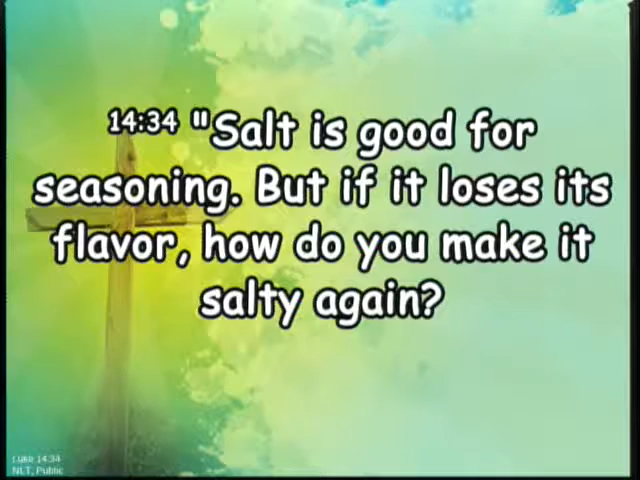 14:34 "Salt is good for
seasoning. But if it loses its
flavor, how do you make it
salty again?
Luke 14:34
NLT, Public